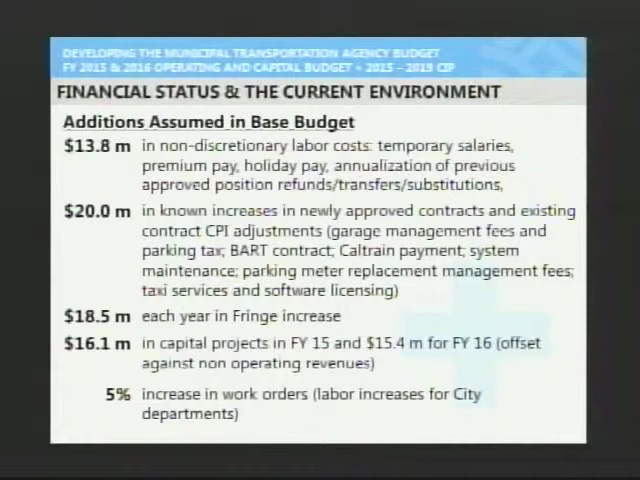 DEVELOPING THE MUNICIPAL TRANSPORTATION AGENCY BUDGET
FY 2015 & 2016 OPERATING AND CAPITAL BUDGET • 2015 – 2019 CIP
FINANCIAL STATUS & THE CURRENT ENVIRONMENT
Additions Assumed in Base Budget
$13.8 m in non-discretionary labor costs: temporary salaries,
premium pay, holiday pay, annualization of previous
approved position refunds/transfers/substitutions,
$20.0 m in known increases in newly approved contracts and existing
contract CPI adjustments (garage management fees and
parking tax; BART contract; Caltrain payment; system
maintenance; parking meter replacement management fees;
taxi services and software licensing)
$18.5 m each year in Fringe increase
$16.1 m in capital projects in FY 15 and $15.4 m for FY 16 (offset
against non operating revenues)
5% increase in work orders (labor increases for City
departments)